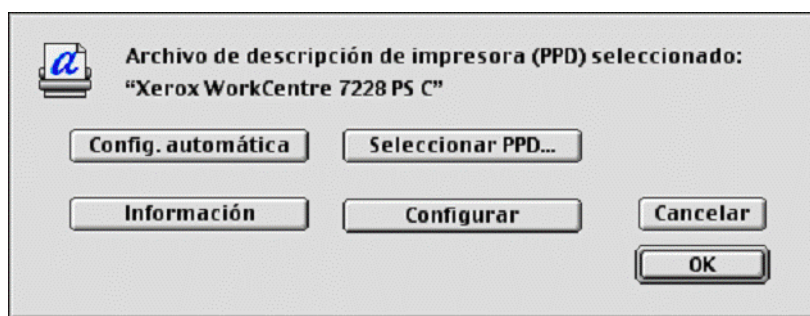 Archivo de descripción de impresora (PPD) seleccionado:
“Xerox WorkCentre 7228 PS C”
Config. automática
Seleccionar PPD...
Información
Configurar
Cancelar
OK